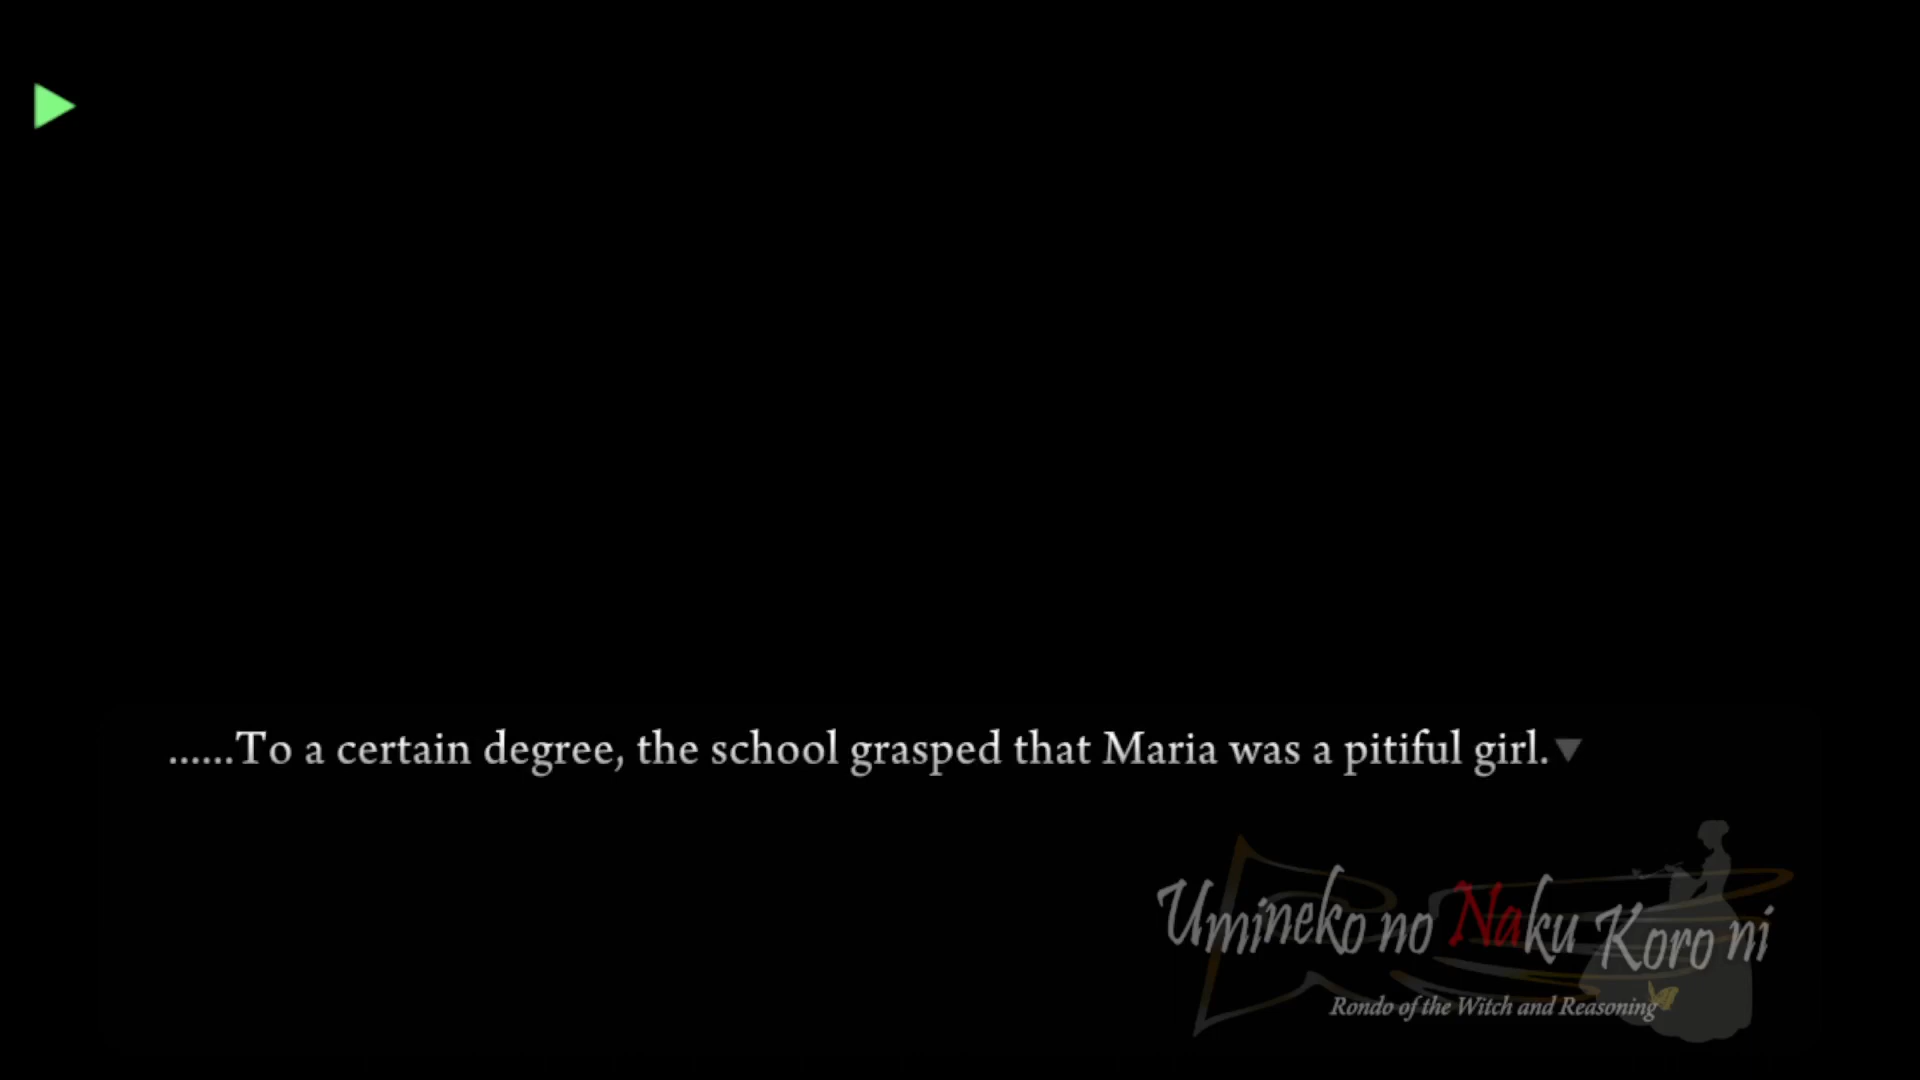 ......To a certain degree, the school grasped that Maria was a pitiful girl.
Umineko no Naku Koro ni
Rondo of the Witch and Reasoning